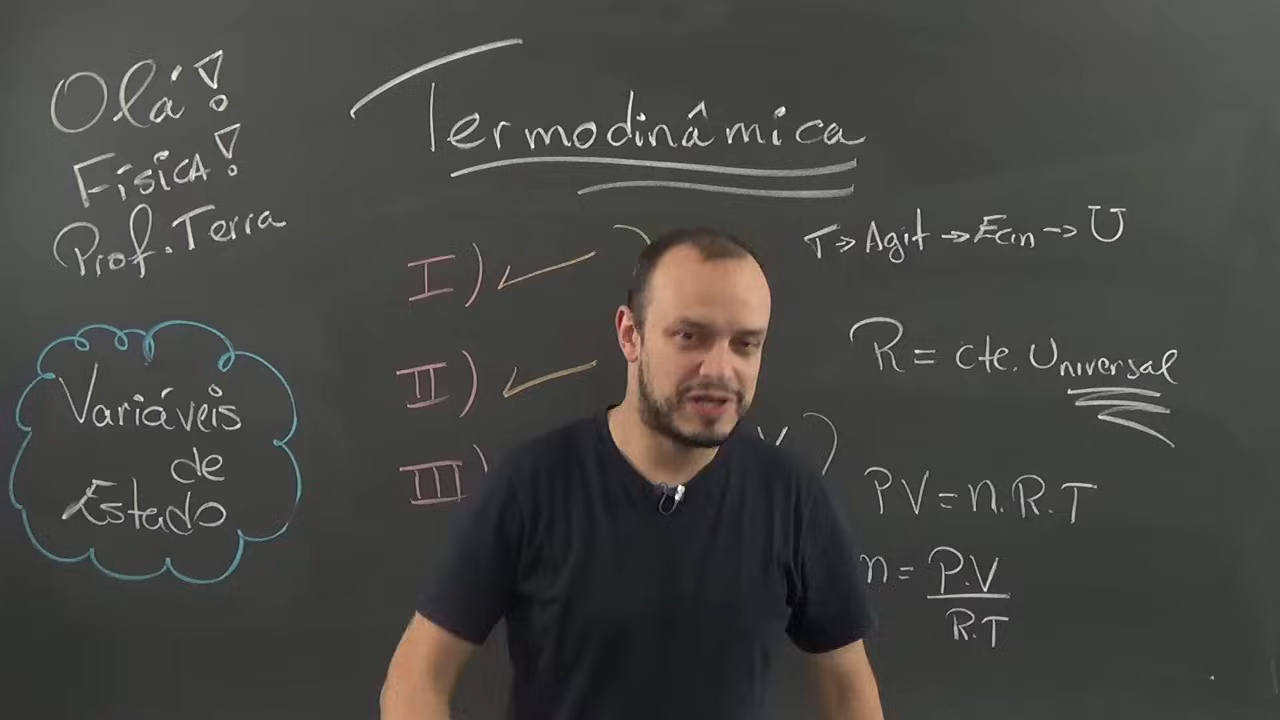 Olá!
Física!
Prof. Terra
Termodinâmica
Variáveis
de
Estado
I)
II)
III)
T → Agit → Ecin → U
R = cte. Universal
PV = n.R.T
n = P.V
R.T